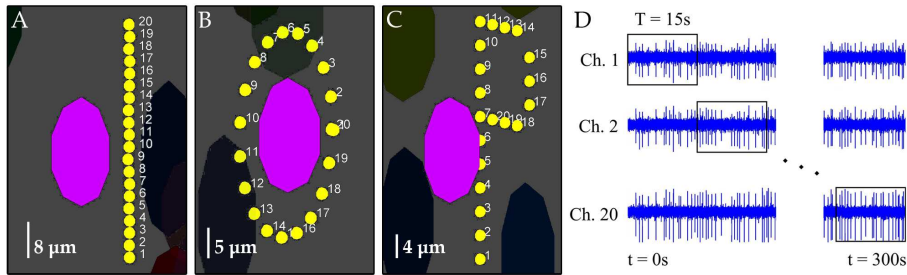 A
20
19
18
17
16
15
14
13
12
11
10
9
8
7
6
5
4
3
2
1
8 µm
B
6 5
7
4
8
3
9
2
10
20
11
19
12
18
13
17
14 15 16
5 µm
C
11 12 13 14
10
15
9
16
8
17
7 20 19 18
6
5
4
3
2
1
4 µm
D
T = 15s
Ch. 1
Ch. 2
Ch. 20
t = 0s
t = 300s